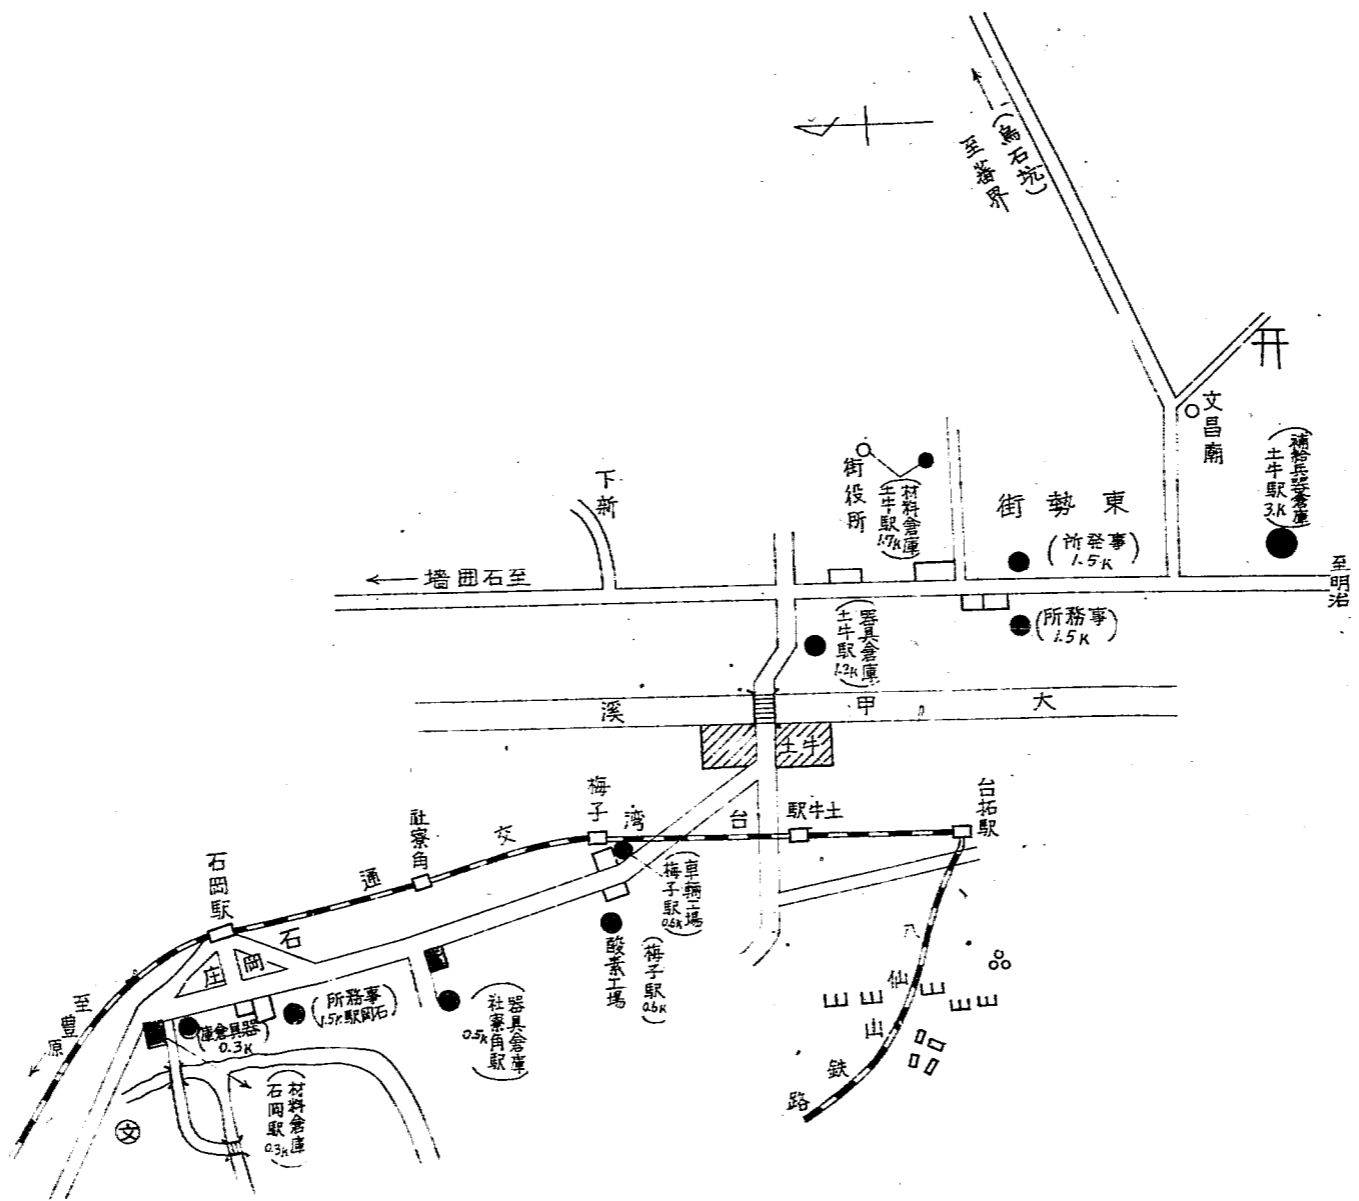 (烏石坑)
至蕃界
文昌廟
(補給兵器倉庫
土牛駅
3.K)
街役所
(材料倉庫
土牛駅
1.7K)
下新
街勢東
(所発事)
1.5K
墻囲石至
至明治
(所務事)
1.5K
(器具倉庫
土牛駅
1.2K)
溪甲大
土牛
台拓駅
梅子
駅牛土
通交湾台
社寮角
石岡駅
(車輛工場
梅子駅
0.6K)
酸素工場
(梅子駅
0.6K)
石岡庄
(器具倉庫
社寮角駅
0.5K)
(所務事
1.5K駅岡石)
(庫倉具器)
0.3K
至豊原
(材料倉庫
石岡駅
0.3K)
文
八仙山鉄路